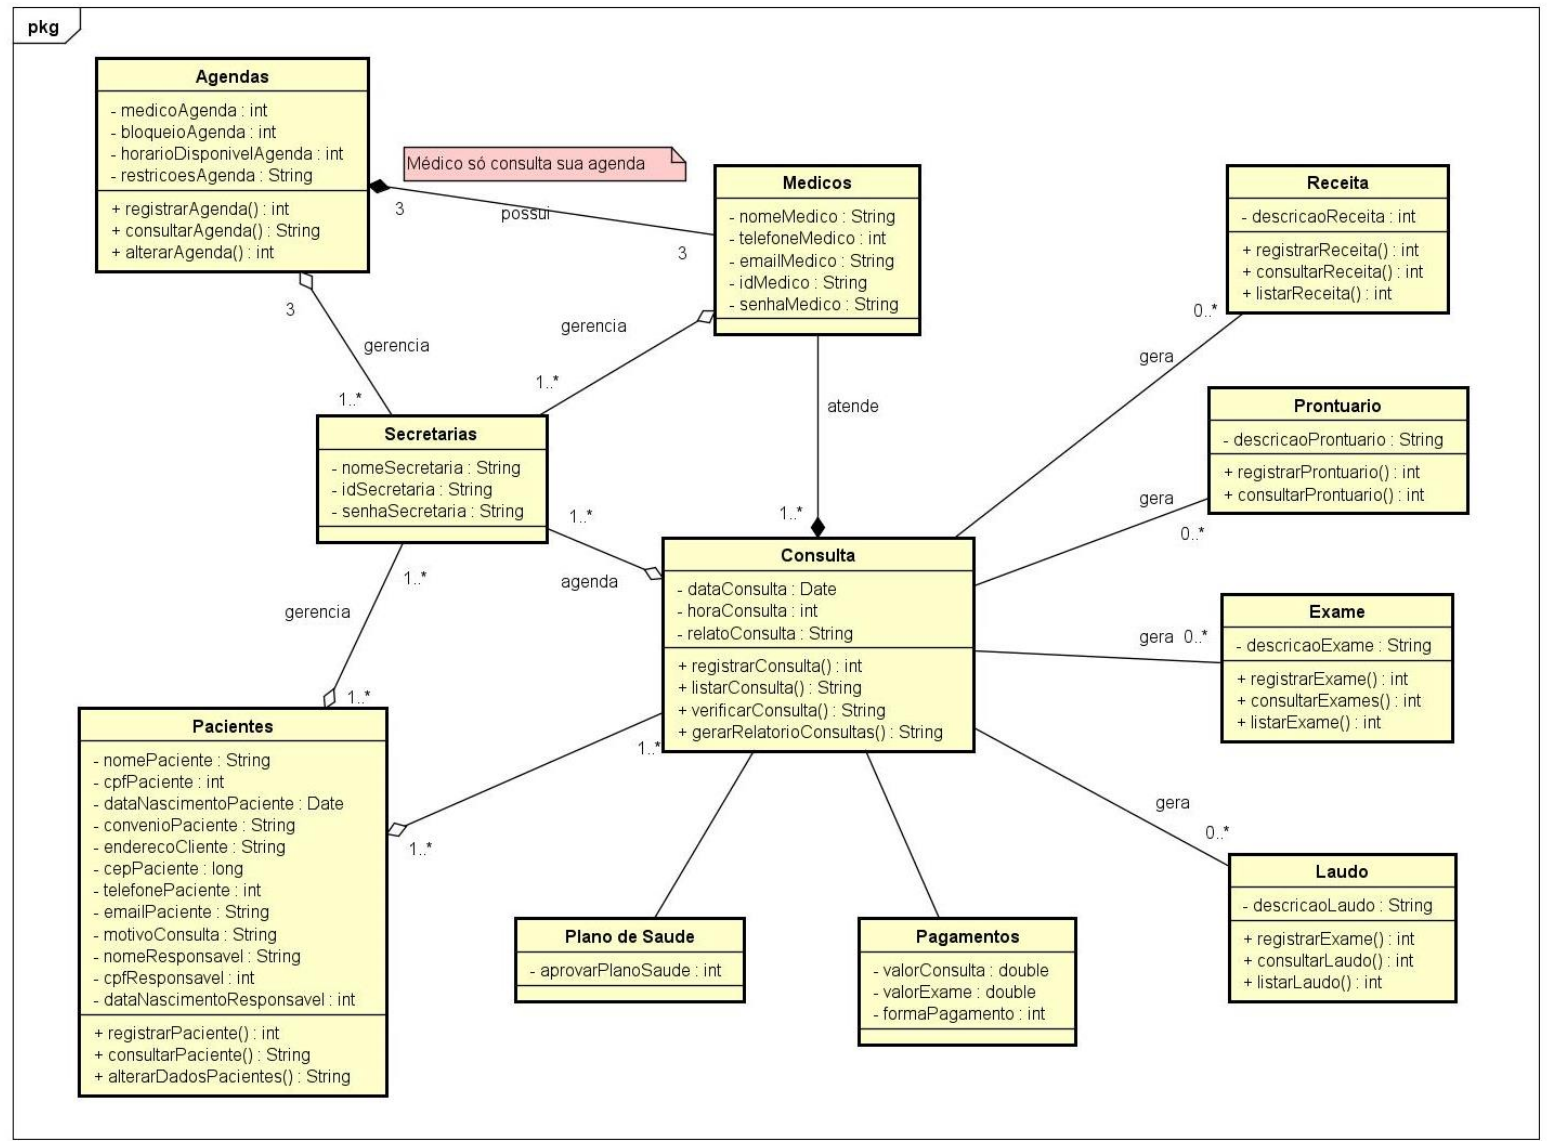 pkg
Agendas
- medicoAgenda : int
- bloqueioAgenda : int
- horarioDisponivelAgenda : int
- restricoesAgenda : String
+ registrarAgenda() : int
+ consultarAgenda() : String
+ alterarAgenda() : int
Médico só consulta sua agenda
3
possui
3
Medicos
- nomeMedico : String
- telefoneMedico : int
- emailMedico : String
- idMedico : String
- senhaMedico : String
Receita
- descricaoReceita : int
+ registrarReceita() : int
+ consultarReceita() : int
+ listarReceita() : int
3
gerencia
1..*
gerencia
1..*
atende
1..*
0..*
gera
Prontuario
- descricaoProntuario : String
+ registrarProntuario() : int
+ consultarProntuario() : int
gera
0..*
Secretarias
- nomeSecretaria : String
- idSecretaria : String
- senhaSecretaria : String
1..*
agenda
1..*
gerencia
1..*
Consulta
- dataConsulta : Date
- horaConsulta : int
- relatoConsulta : String
+ registrarConsulta() : int
+ listarConsulta() : String
+ verificarConsulta() : String
+ gerarRelatorioConsultas() : String
gera 0..*
Exame
- descricaoExame : String
+ registrarExame() : int
+ consultarExames() : int
+ listarExame() : int
Pacientes
- nomePaciente : String
- cpfPaciente : int
- dataNascimentoPaciente : Date
- convenioPaciente : String
- enderecoCliente : String
- cepPaciente : long
- telefonePaciente : int
- emailPaciente : String
- motivoConsulta : String
- nomeResponsavel : String
- cpfResponsavel : int
- dataNascimentoResponsavel : int
+ registrarPaciente() : int
+ consultarPaciente() : String
+ alterarDadosPacientes() : String
1..*
1..*
gera
0..*
Laudo
- descricaoLaudo : String
+ registrarExame() : int
+ consultarLaudo() : int
+ listarLaudo() : int
Plano de Saude
- aprovarPlanoSaude : int
Pagamentos
- valorConsulta : double
- valorExame : double
- formaPagamento : int